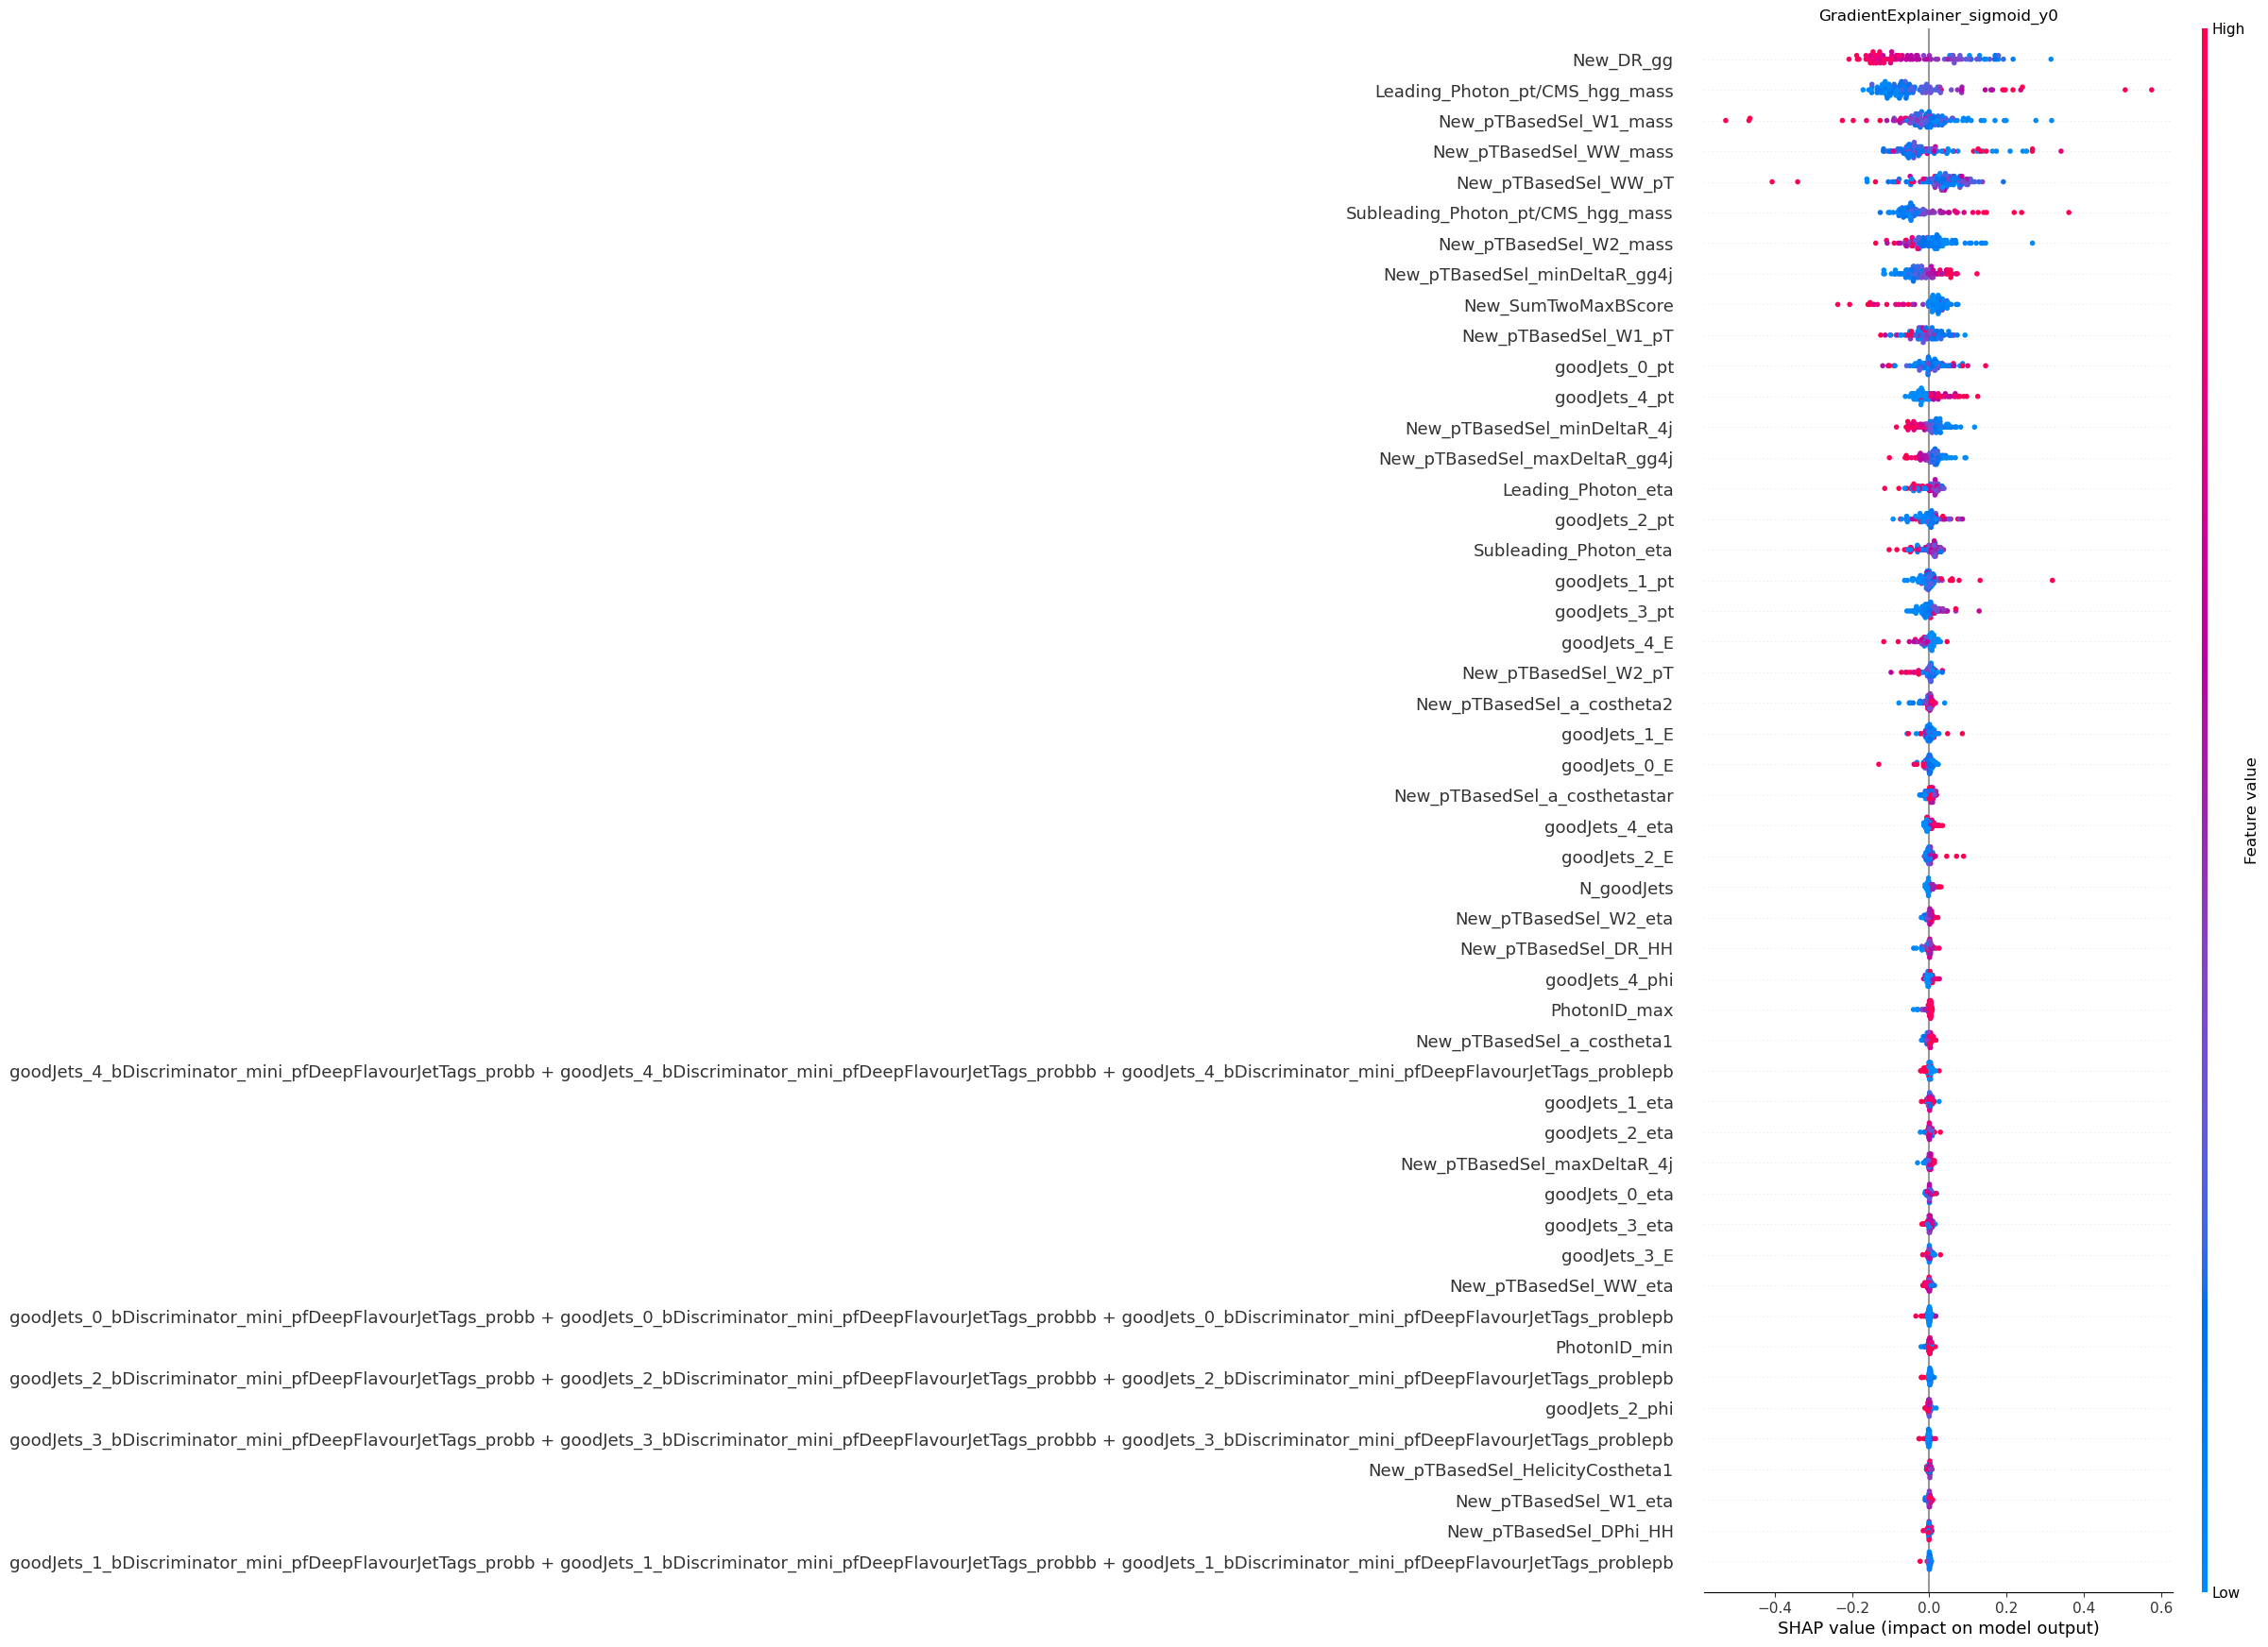 GradientExplainer_sigmoid_y0
High
New_DR_gg
Leading_Photon_pt/CMS_hgg_mass
New_pTBasedSel_W1_mass
New_pTBasedSel_WW_mass
New_pTBasedSel_WW_pT
Subleading_Photon_pt/CMS_hgg_mass
New_pTBasedSel_W2_mass
New_pTBasedSel_minDeltaR_gg4j
New_SumTwoMaxBScore
New_pTBasedSel_W1_pT
goodJets_0_pt
goodJets_4_pt
New_pTBasedSel_minDeltaR_4j
New_pTBasedSel_maxDeltaR_gg4j
Leading_Photon_eta
goodJets_2_pt
Subleading_Photon_eta
goodJets_1_pt
goodJets_3_pt
goodJets_4_E
New_pTBasedSel_W2_pT
New_pTBasedSel_a_costheta2
goodJets_1_E
goodJets_0_E
New_pTBasedSel_a_costhetastar
goodJets_4_eta
goodJets_2_E
N_goodJets
New_pTBasedSel_W2_eta
New_pTBasedSel_DR_HH
goodJets_4_phi
PhotonID_max
New_pTBasedSel_a_costheta1
goodJets_4_bDiscriminator_mini_pfDeepFlavourJetTags_probb + goodJets_4_bDiscriminator_mini_pfDeepFlavourJetTags_probbb + goodJets_4_bDiscriminator_mini_pfDeepFlavourJetTags_problepb
goodJets_1_eta
goodJets_2_eta
New_pTBasedSel_maxDeltaR_4j
goodJets_0_eta
goodJets_3_eta
goodJets_3_E
New_pTBasedSel_WW_eta
goodJets_0_bDiscriminator_mini_pfDeepFlavourJetTags_probb + goodJets_0_bDiscriminator_mini_pfDeepFlavourJetTags_probbb + goodJets_0_bDiscriminator_mini_pfDeepFlavourJetTags_problepb
PhotonID_min
goodJets_2_bDiscriminator_mini_pfDeepFlavourJetTags_probb + goodJets_2_bDiscriminator_mini_pfDeepFlavourJetTags_probbb + goodJets_2_bDiscriminator_mini_pfDeepFlavourJetTags_problepb
goodJets_2_phi
goodJets_3_bDiscriminator_mini_pfDeepFlavourJetTags_probb + goodJets_3_bDiscriminator_mini_pfDeepFlavourJetTags_probbb + goodJets_3_bDiscriminator_mini_pfDeepFlavourJetTags_problepb
New_pTBasedSel_HelicityCostheta1
New_pTBasedSel_W1_eta
New_pTBasedSel_DPhi_HH
goodJets_1_bDiscriminator_mini_pfDeepFlavourJetTags_probb + goodJets_1_bDiscriminator_mini_pfDeepFlavourJetTags_probbb + goodJets_1_bDiscriminator_mini_pfDeepFlavourJetTags_problepb
Feature value
Low
−0.4 −0.2 0.0 0.2 0.4 0.6
SHAP value (impact on model output)